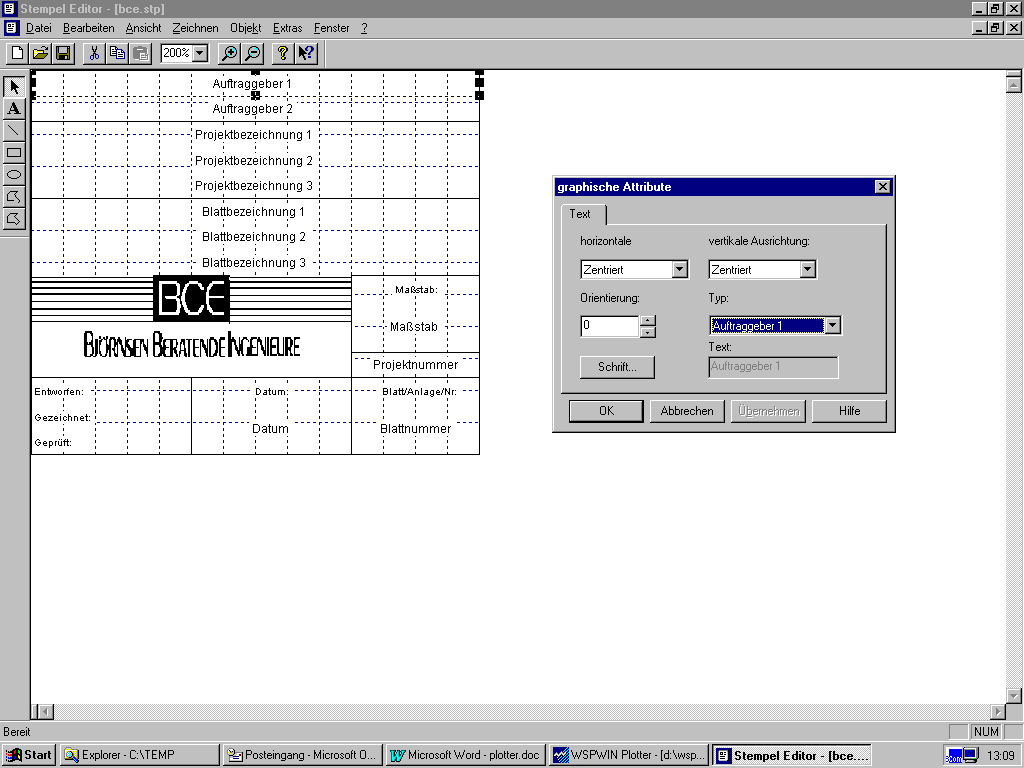 Stempel Editor - [bce.stp]
Datei Bearbeiten Ansicht Zeichnen Objekt Extras Fenster ?
200%
Auftraggeber 1
Auftraggeber 2
Projektbezeichnung 1
Projektbezeichnung 2
Projektbezeichnung 3
Blattbezeichnung 1
Blattbezeichnung 2
Blattbezeichnung 3
BCE
BJÖRNSEN BERATENDE INGENIEURE
Maßstab:
Maßstab
Projektnummer
Entworfen:
Gezeichnet:
Geprüft:
Datum:
Datum
Blatt/Anlage/Nr:
Blattnummer
graphische Attribute
Text
horizontale vertikale Ausrichtung:
Zentriert Zentriert
Orientierung: Typ:
0 Auftraggeber 1
Text:
Schrift... Auftraggeber 1
OK Abbrechen Übernehmen Hilfe
Bereit NUM
Start Explorer - C:\TEMP Posteingang - Microsoft O... Microsoft Word - plotter.doc WSPWIN Plotter - [d:\wsp... Stempel Editor - [bce.... 3com 13:09